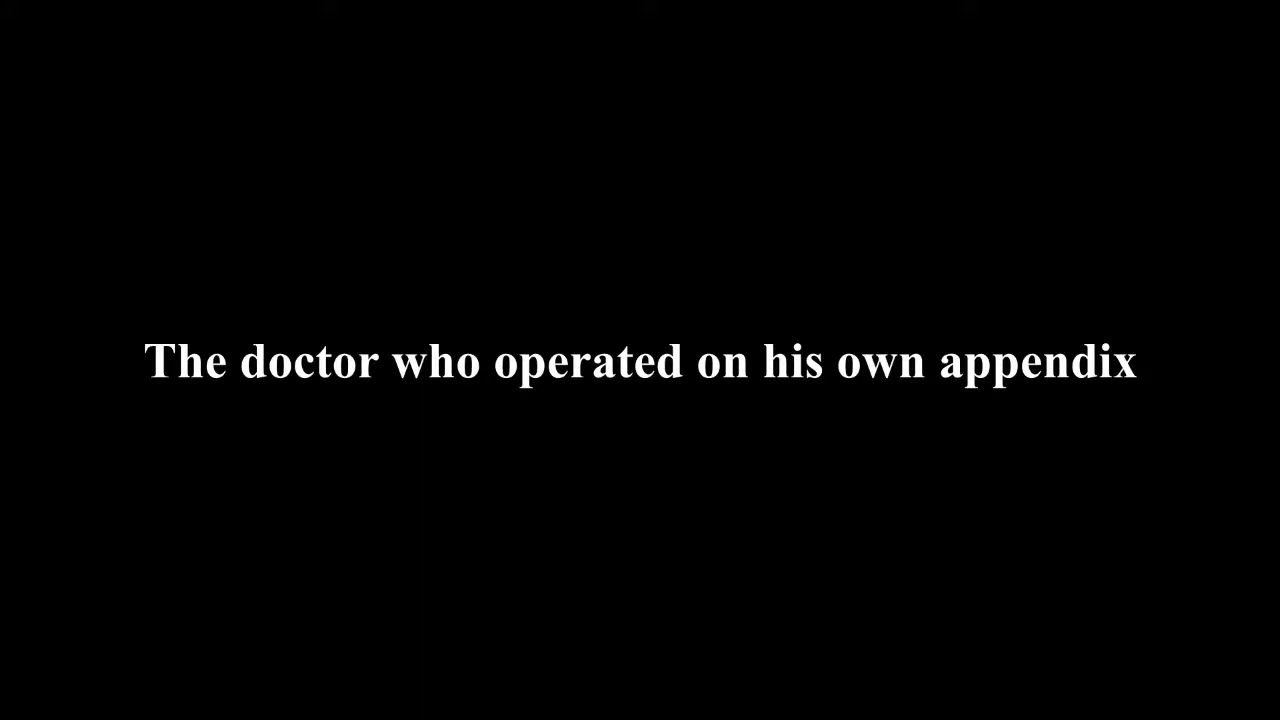 The doctor who operated on his own appendix